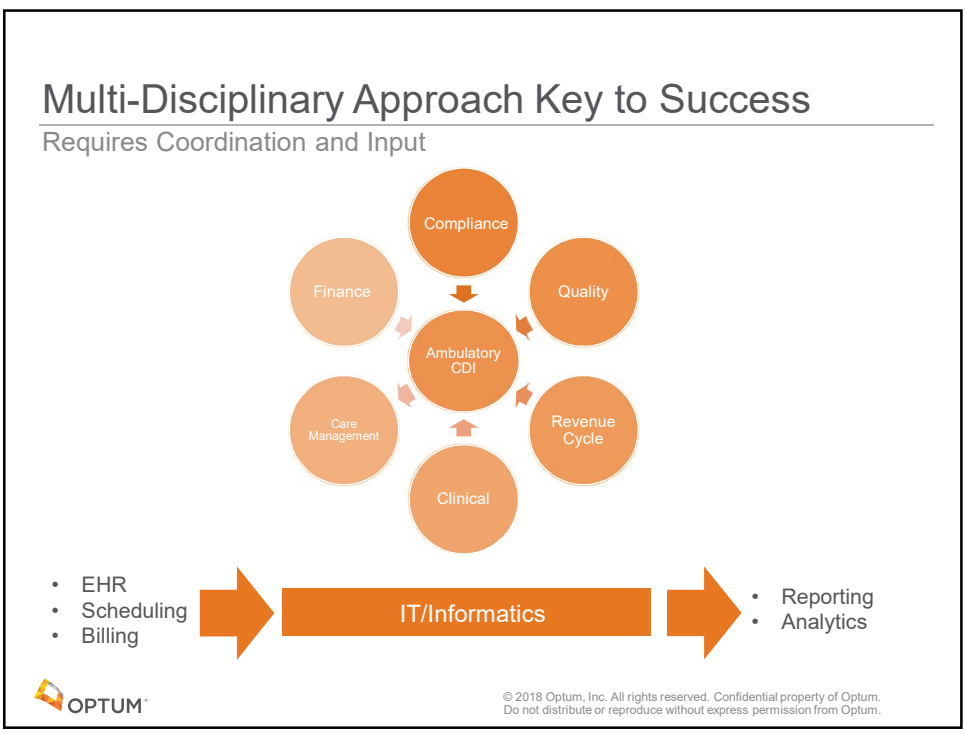 Multi-Disciplinary Approach Key to Success
Requires Coordination and Input
Compliance
Finance
Quality
Ambulatory
CDI
Care
Management
Revenue
Cycle
Clinical
• EHR
• Scheduling
• Billing
IT/Informatics
• Reporting
• Analytics
OPTUM®
© 2018 Optum, Inc. All rights reserved. Confidential property of Optum.
Do not distribute or reproduce without express permission from Optum.